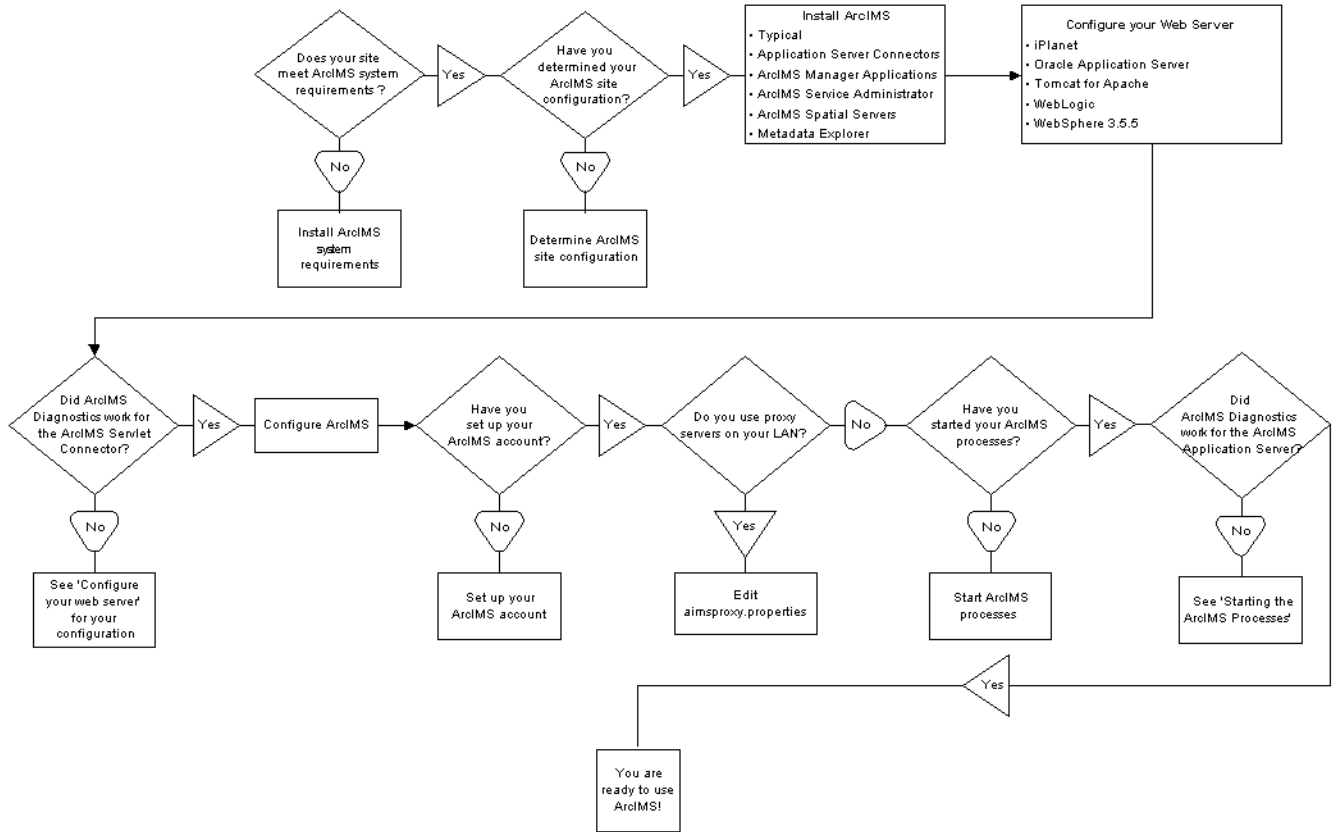 Does your site
meet ArcIMS system
requirements ?
Yes
Have you
determined your
ArcIMS site
configuration?
Yes
Install ArcIMS
• Typical
• Application Server Connectors
• ArcIMS Manager Applications
• ArcIMS Service Administrator
• ArcIMS Spatial Servers
• Metadata Explorer
Configure your Web Server
• iPlanet
• Oracle Application Server
• Tomcat for Apache
• WebLogic
• WebSphere 3.5.5
No
No
Install ArcIMS
system
requirements
Determine ArcIMS
site configuration
Did ArcIMS
Diagnostics work for
the ArcIMS Servlet
Connector?
Yes
Configure ArcIMS
Have you
set up your
ArcIMS account?
Yes
Do you use proxy
servers on your LAN?
No
Have you
started your ArcIMS
processes?
Yes
Did
ArcIMS Diagnostics
work for the ArcIMS
Application Server?
No
No
Yes
No
No
See 'Configure
your web server'
for your
configuration
Set up your
ArcIMS account
Edit
aimsproxy.properties
Start ArcIMS
processes
See 'Starting the
ArcIMS Processes'
Yes
You are
ready to use
ArcIMS!